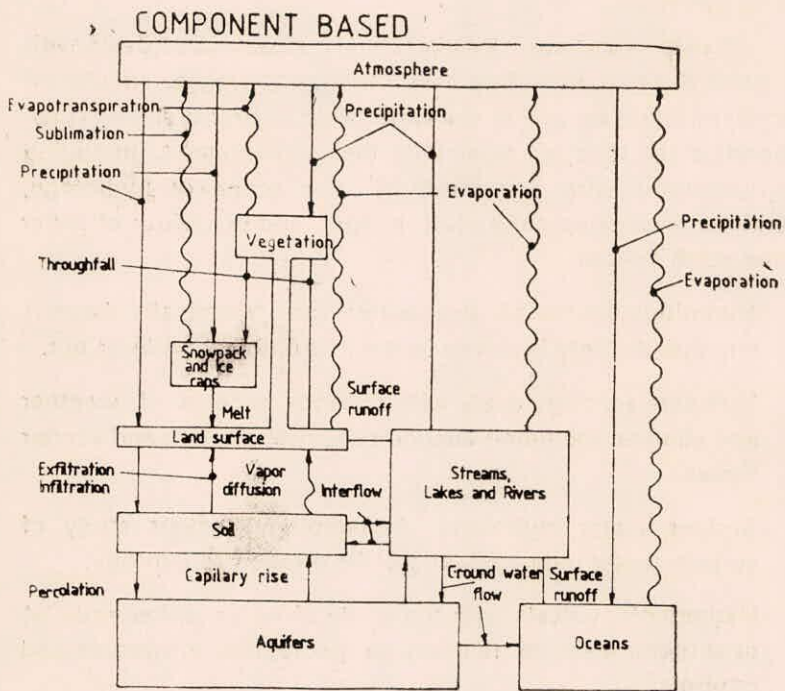 COMPONENT BASED
Atmosphere
Evapotranspiration
Sublimation
Precipitation
Precipitation
Evaporation
Precipitation
Evaporation
Vegetation
Throughfall
Snowpack
and ice
caps
Melt
Surface
runoff
Land surface
Exfiltration
Infiltration
Vapor
diffusion
Interflow
Streams,
Lakes and Rivers
Soil
Percolation
Capilary rise
Ground water
flow
Surface
runoff
Aquifers
Oceans